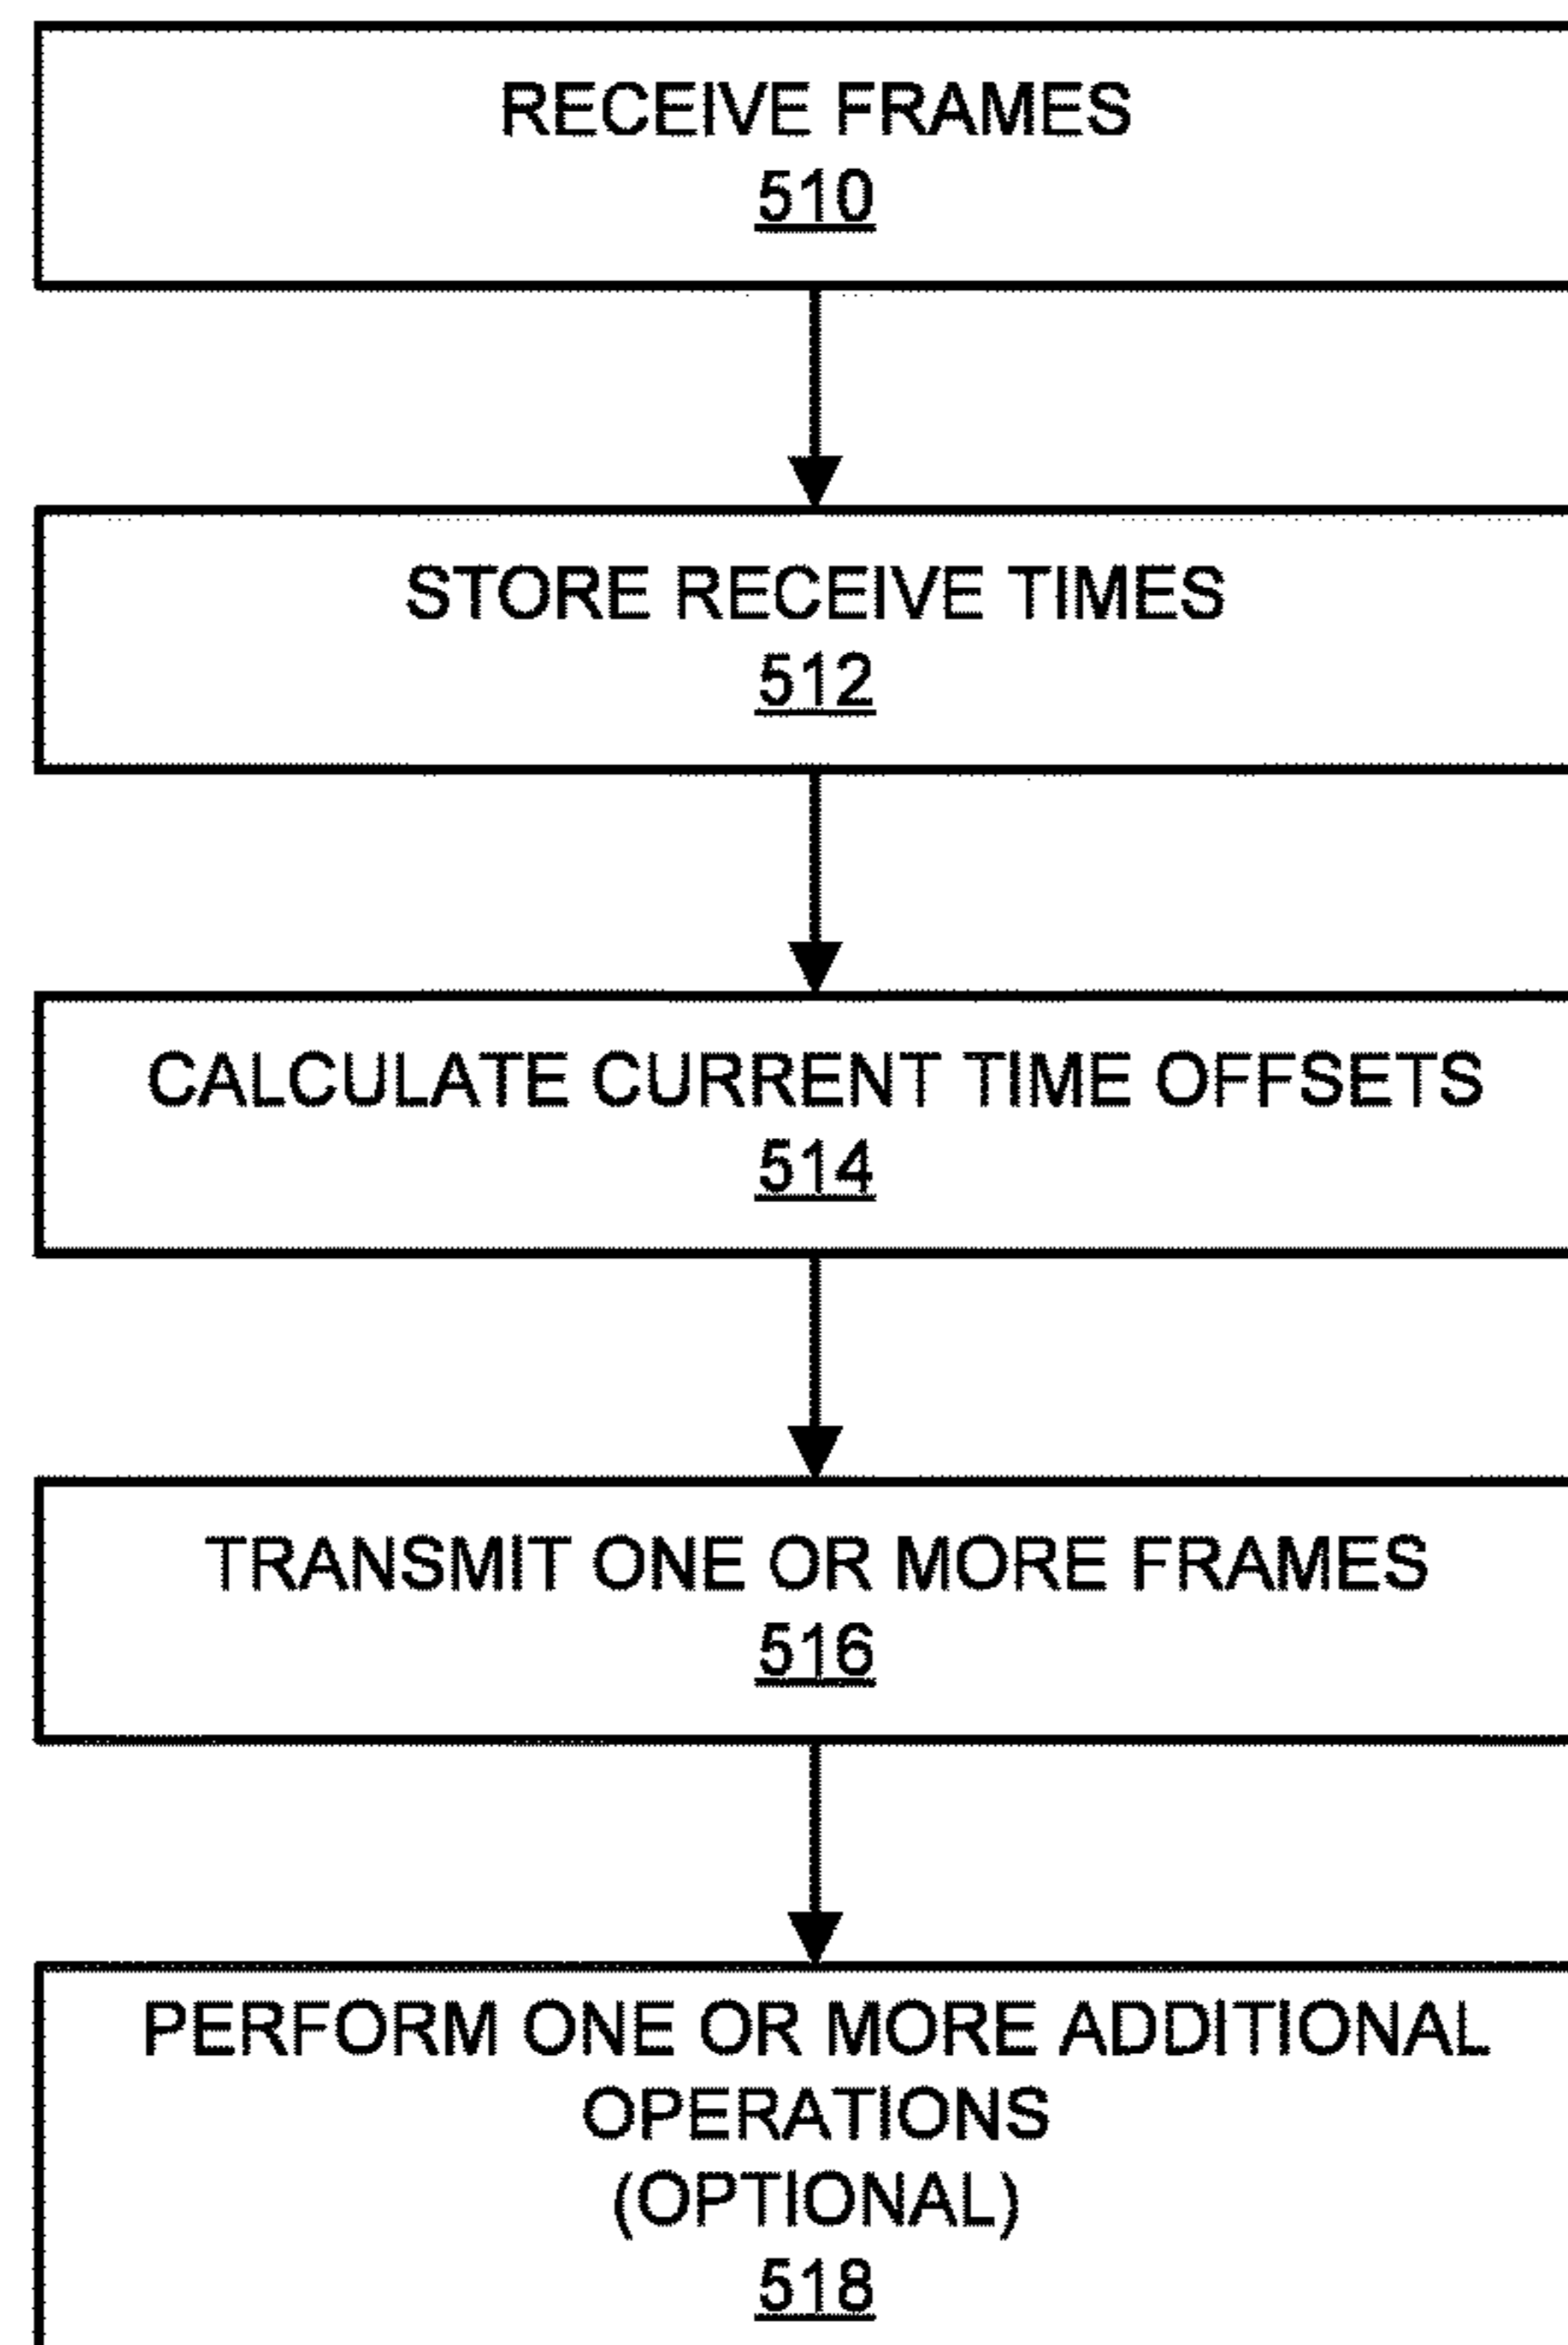 RECEIVE FRAMES
510
STORE RECEIVE TIMES
512
CALCULATE CURRENT TIME OFFSETS
514
TRANSMIT ONE OR MORE FRAMES
516
PERFORM ONE OR MORE ADDITIONAL
OPERATIONS
(OPTIONAL)
518